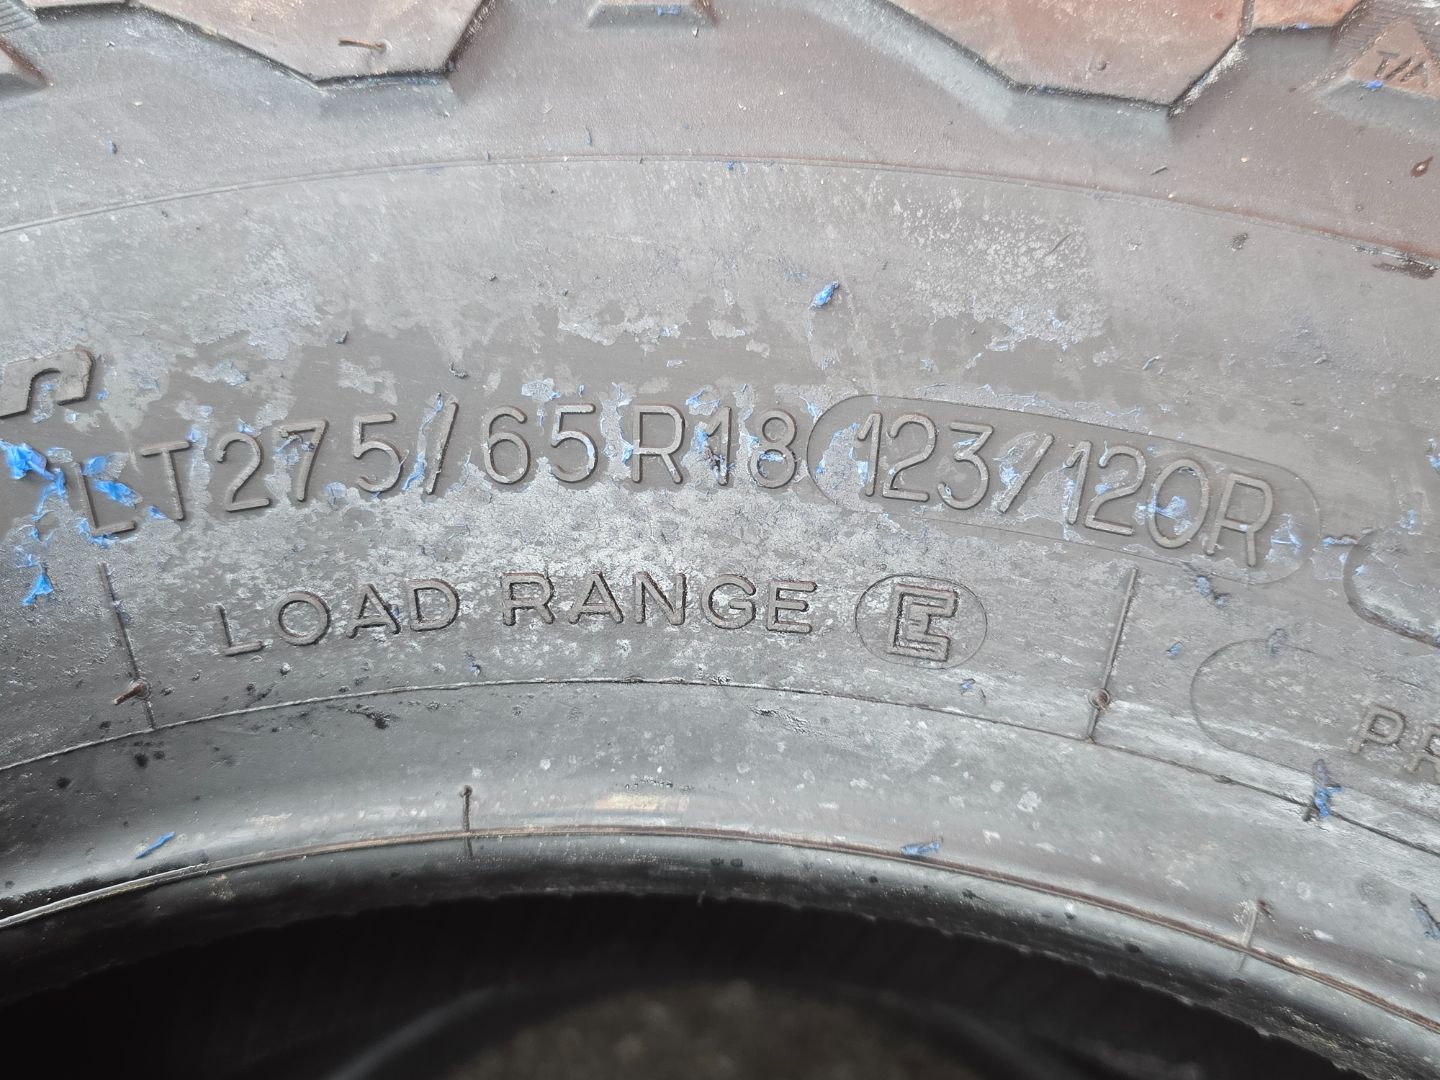 T/A
LT275/65R18 123/120R
LOAD RANGE E